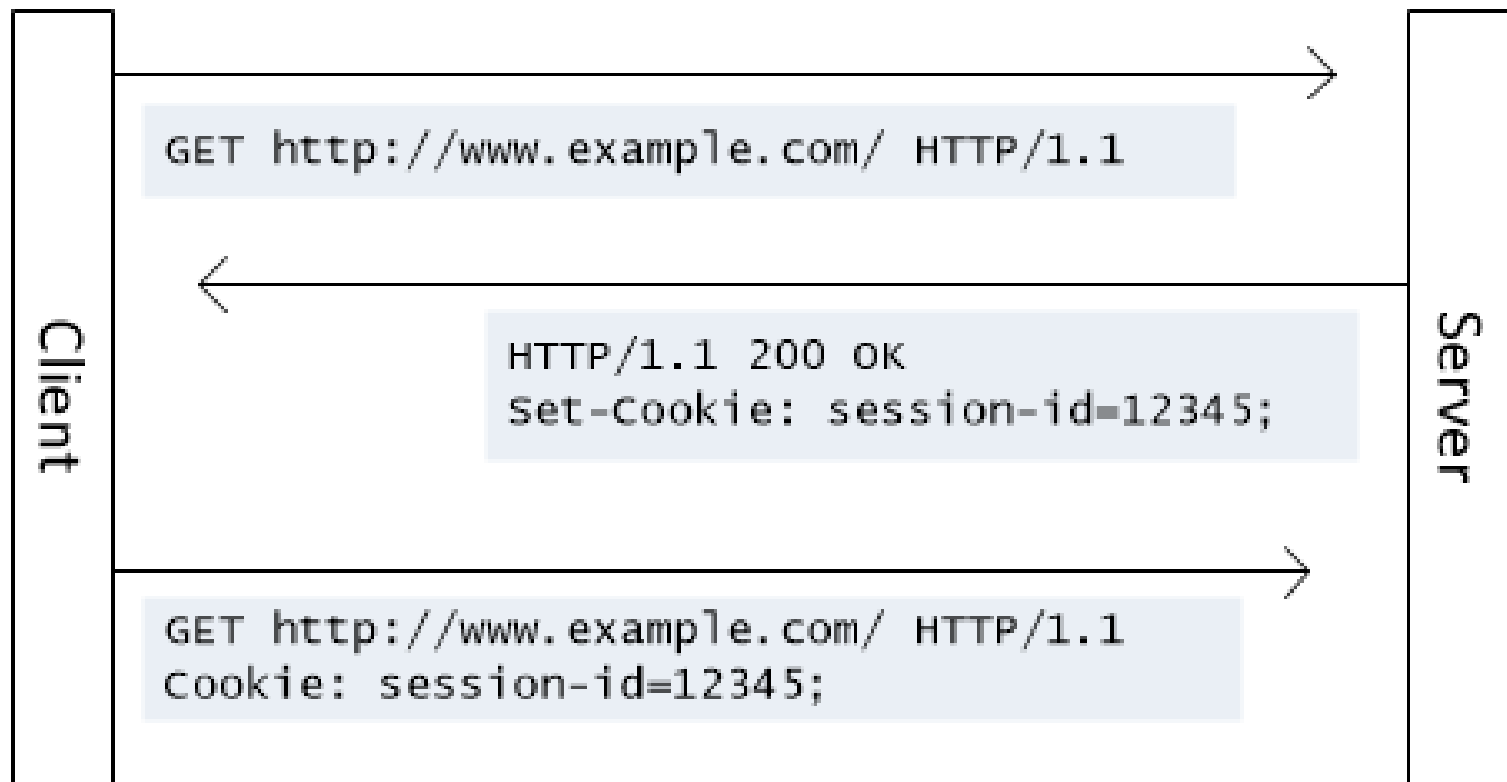 Client
GET http://www.example.com/ HTTP/1.1
HTTP/1.1 200 OK
Set-Cookie: session-id=12345;
GET http://www.example.com/ HTTP/1.1
Cookie: session-id=12345;
Server